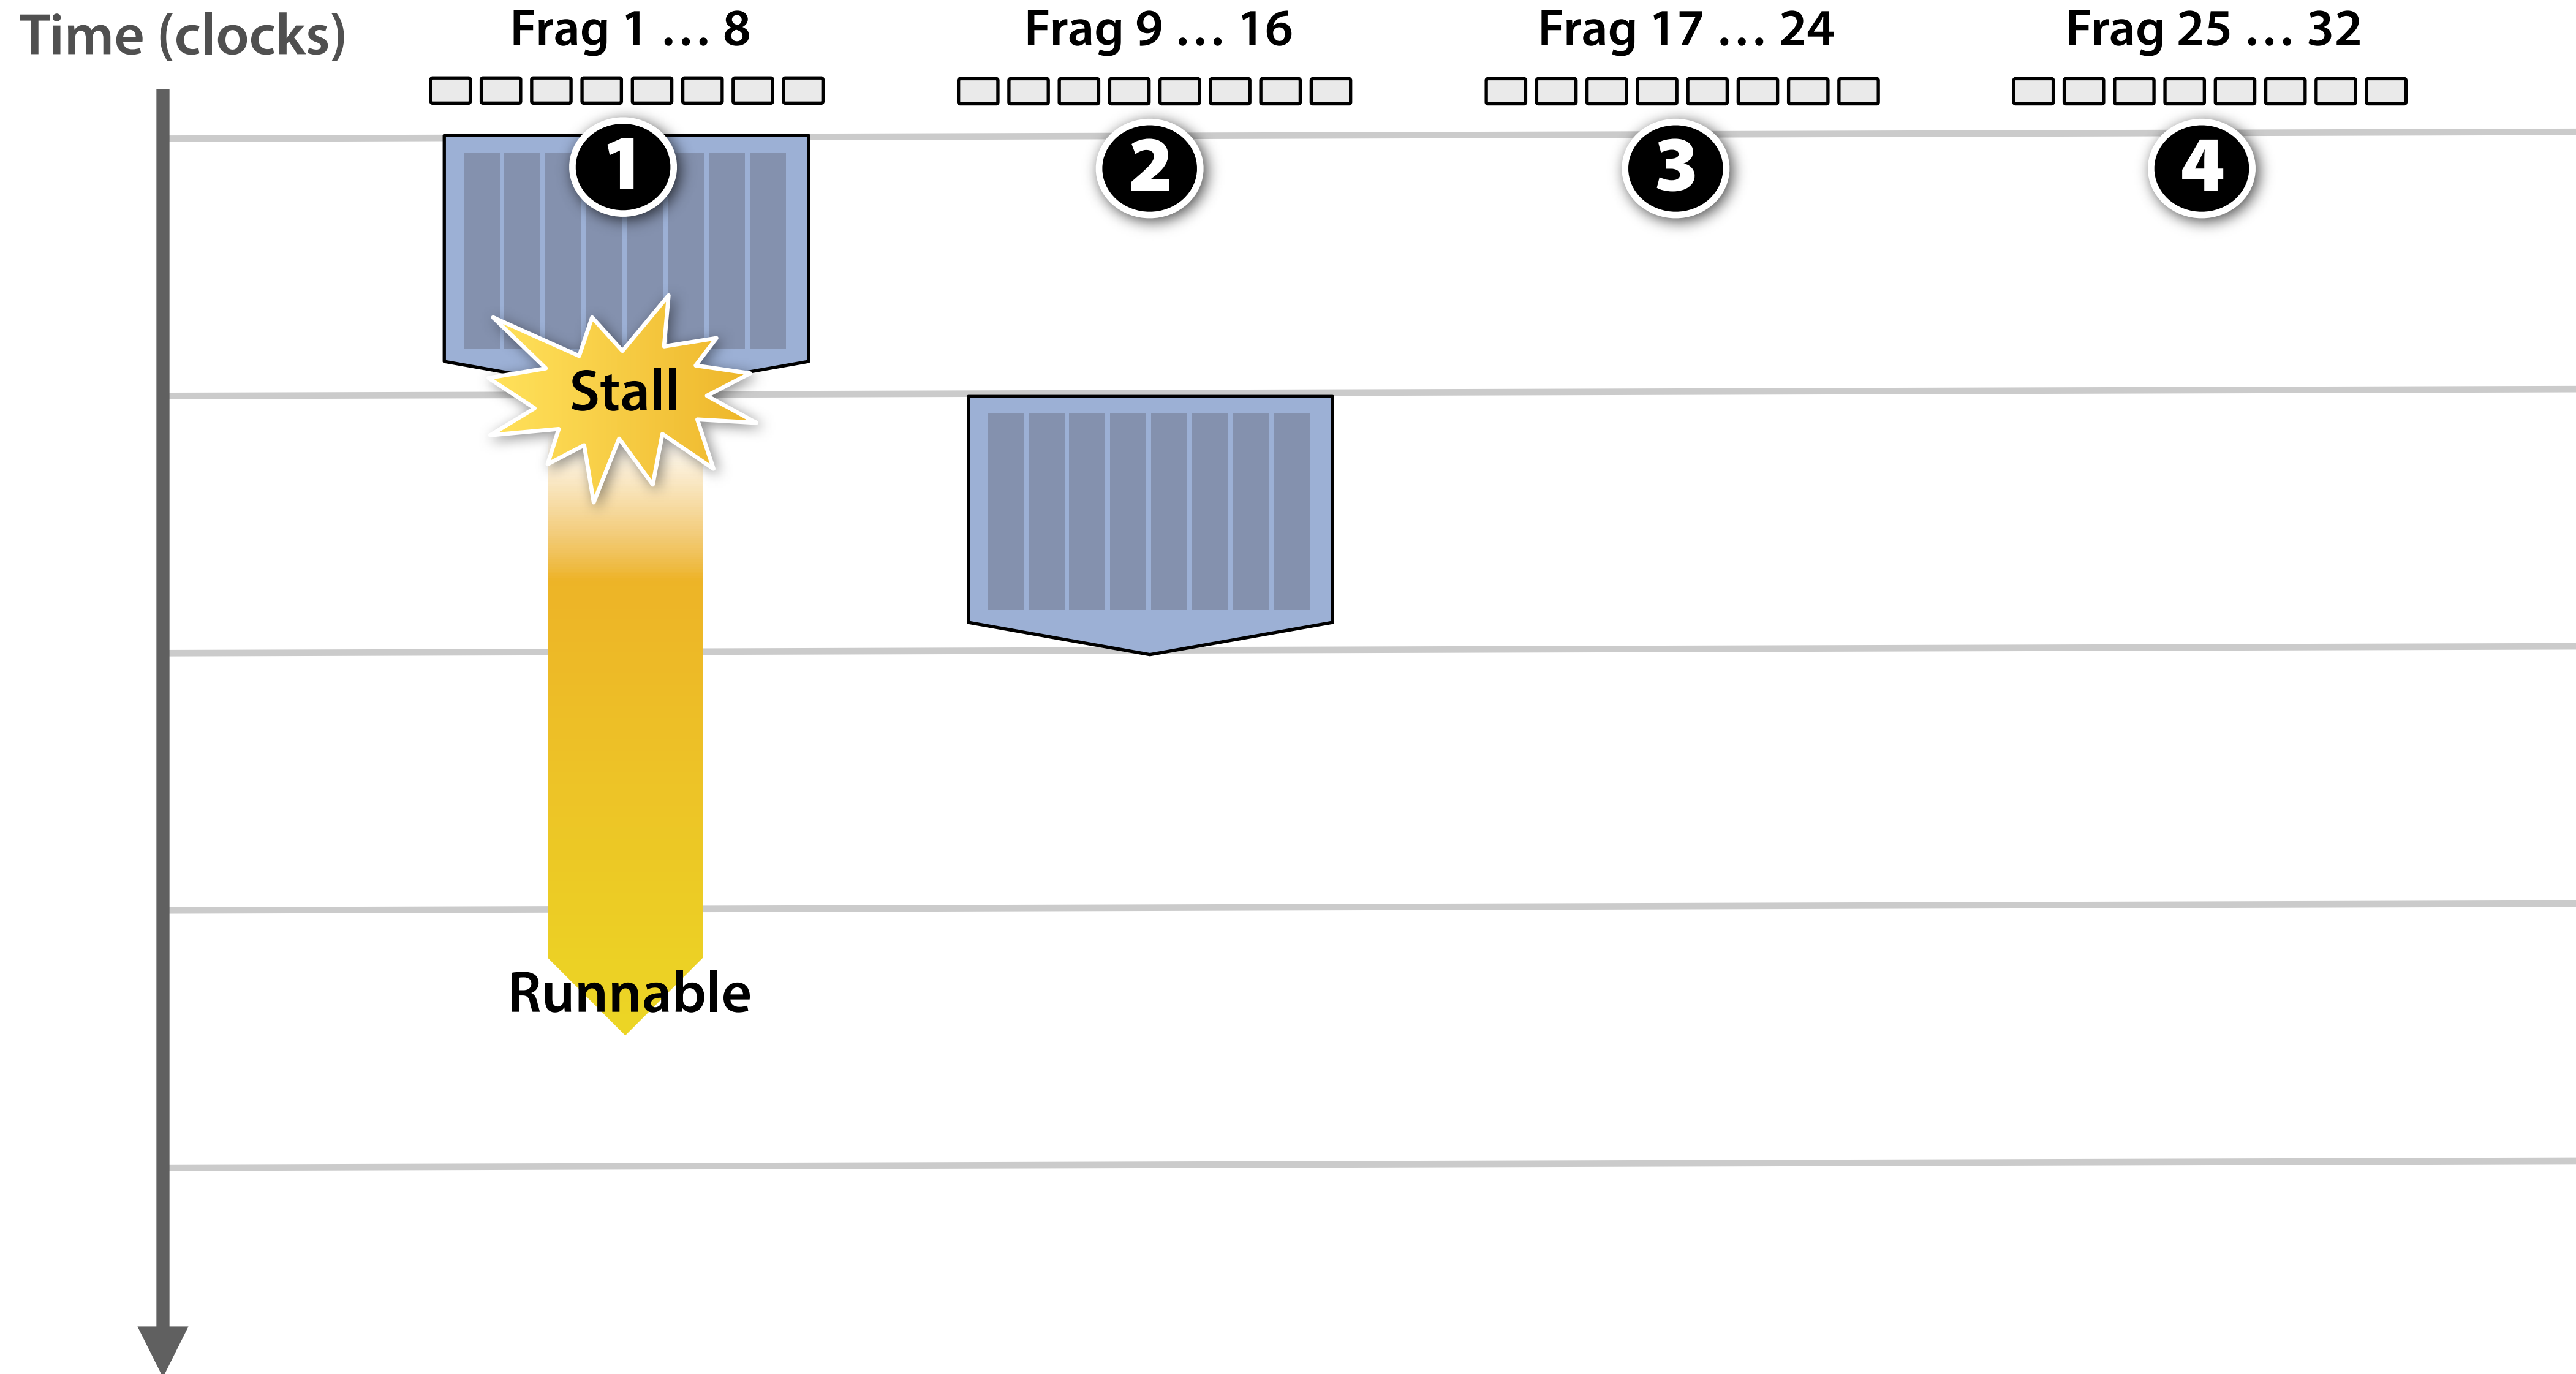 Time (clocks)
Frag 1 … 8
Frag 9 … 16
Frag 17 … 24
Frag 25 … 32
1
2
3
4
Stall
Runnable